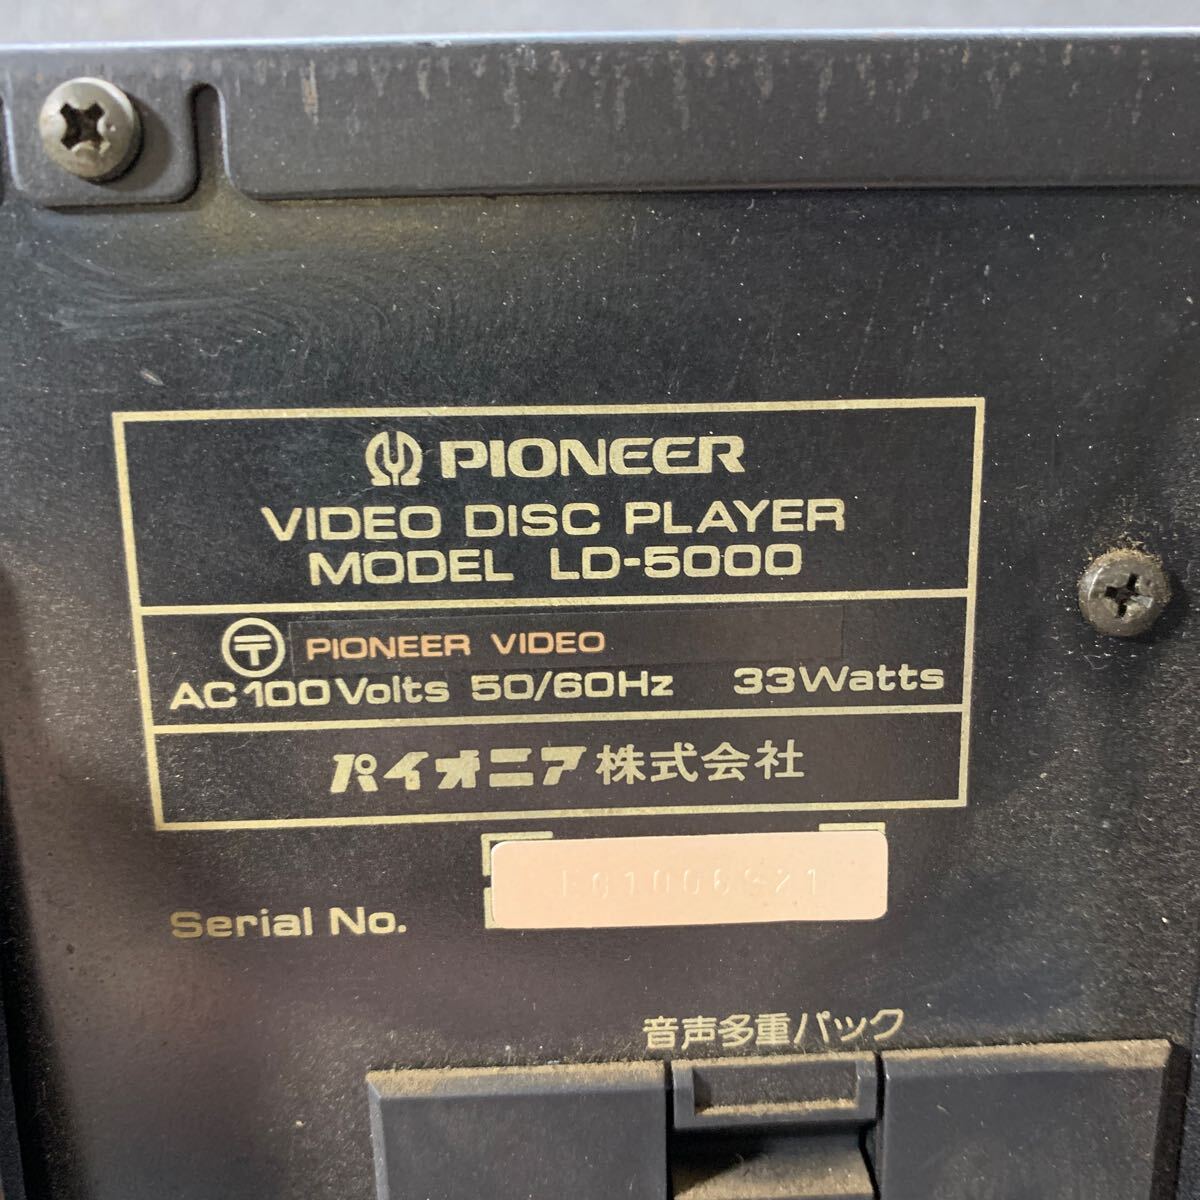 PIONEER
VIDEO DISC PLAYER
MODEL LD-5000
PIONEER VIDEO
AC 100 Volts 50/60Hz 33Watts
パイオニア株式会社
Serial No.
音声多重パック